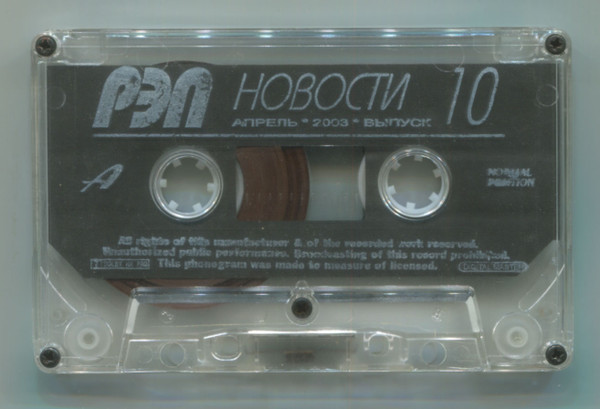 РЭП НОВОСТИ 10
АПРЕЛЬ * 2003 * ВЫПУСК
A
NORMAL
POSITION
All rights of this manufacturer & of the recorded work reserved.
Unauthorized public performance. Broadcasting of this record prohibited.
This phonogram was made to measure of licensed.